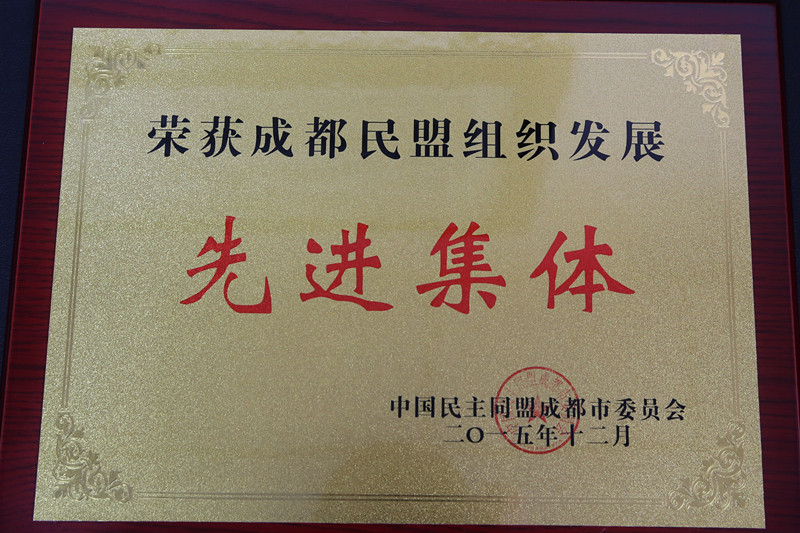 荣获成都民盟组织发展
先进集体
中国民主同盟成都市委员会
二〇一五年十二月